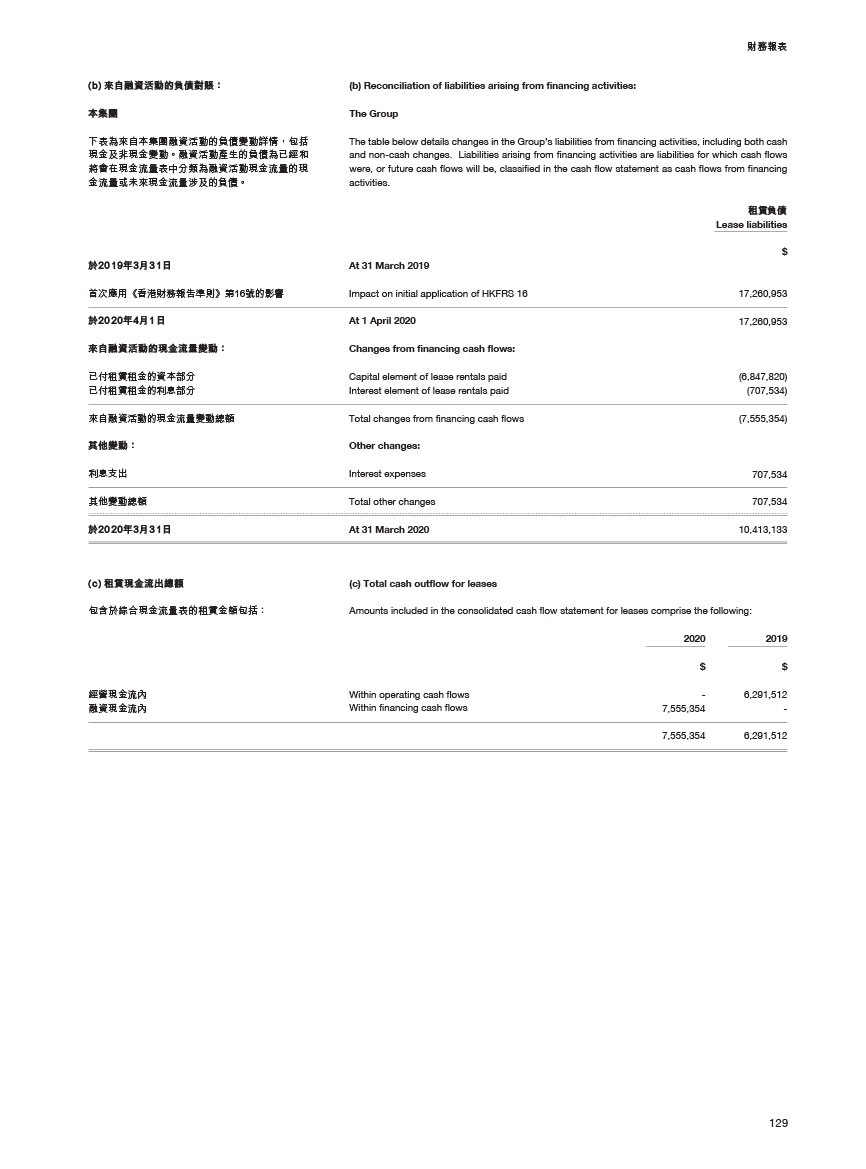 財務報表
(b) 來自融資活動的負債對賬：
(b) Reconciliation of liabilities arising from financing activities:
本集團
The Group
下表為來自本集團融資活動的負債變動詳情，包括
現金及非現金變動。融資活動產生的負債為已經和
將會在現金流量表中分類為融資活動現金流量的現
金流量或未來現金流量涉及的負債。
The table below details changes in the Group's liabilities from financing activities, including both cash
and non-cash changes. Liabilities arising from financing activities are liabilities for which cash flows
were, or future cash flows will be, classified in the cash flow statement as cash flows from financing
activities.
租賃負債
Lease liabilities
$
於2019年3月31日 At 31 March 2019
首次應用《香港財務報告準則》第16號的影響 Impact on initial application of HKFRS 16 17,260,953
於2020年4月1日 At 1 April 2020 17,260,953
來自融資活動的現金流量變動： Changes from financing cash flows:
已付租賃租金的資本部分 Capital element of lease rentals paid (6,847,820)
已付租賃租金的利息部分 Interest element of lease rentals paid (707,534)
來自融資活動的現金流量變動總額 Total changes from financing cash flows (7,555,354)
其他變動： Other changes:
利息支出 Interest expenses 707,534
其他變動總額 Total other changes 707,534
於2020年3月31日 At 31 March 2020 10,413,133
(c) 租賃現金流出總額 (c) Total cash outflow for leases
包含於綜合現金流量表的租賃金額包括： Amounts included in the consolidated cash flow statement for leases comprise the following:
2020 2019
$ $
經營現金流內 Within operating cash flows - 6,291,512
融資現金流內 Within financing cash flows 7,555,354 -
7,555,354 6,291,512
129